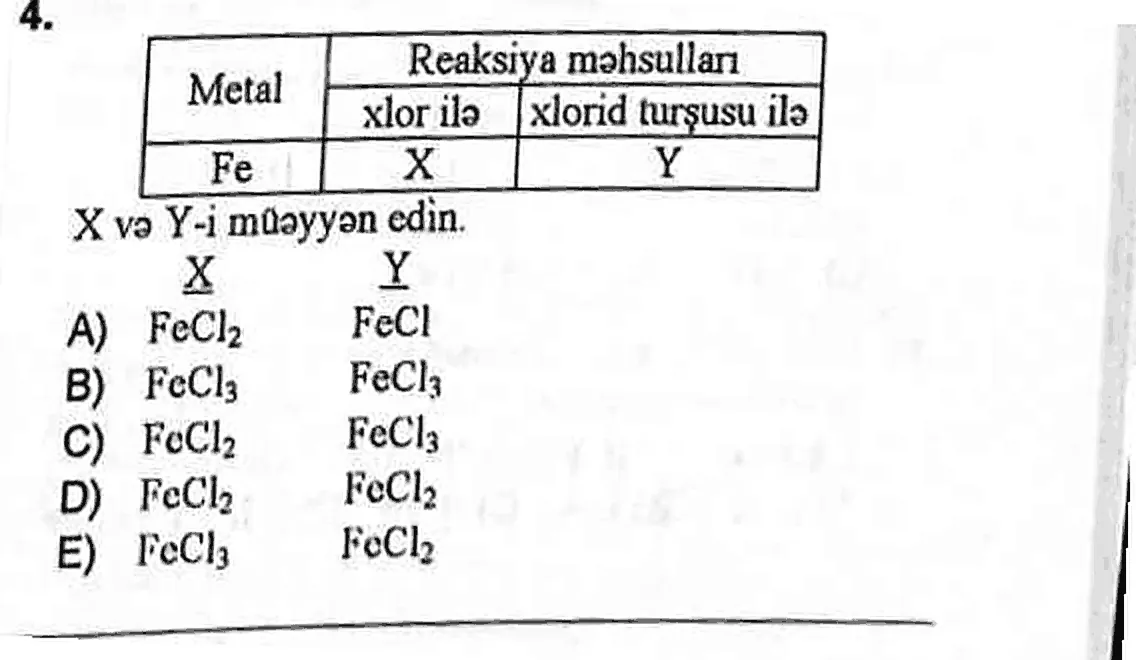 4.
Metal
Reaksiya məhsulları
xlor ilə xlorid turşusu ilə
Fe X Y
X və Y-i müəyyən edin.
X Y
A) FeCl₂ FeCl
B) FeCl₃ FeCl₃
C) FeCl₂ FeCl₃
D) FeCl₂ FeCl₂
E) FeCl₃ FeCl₂